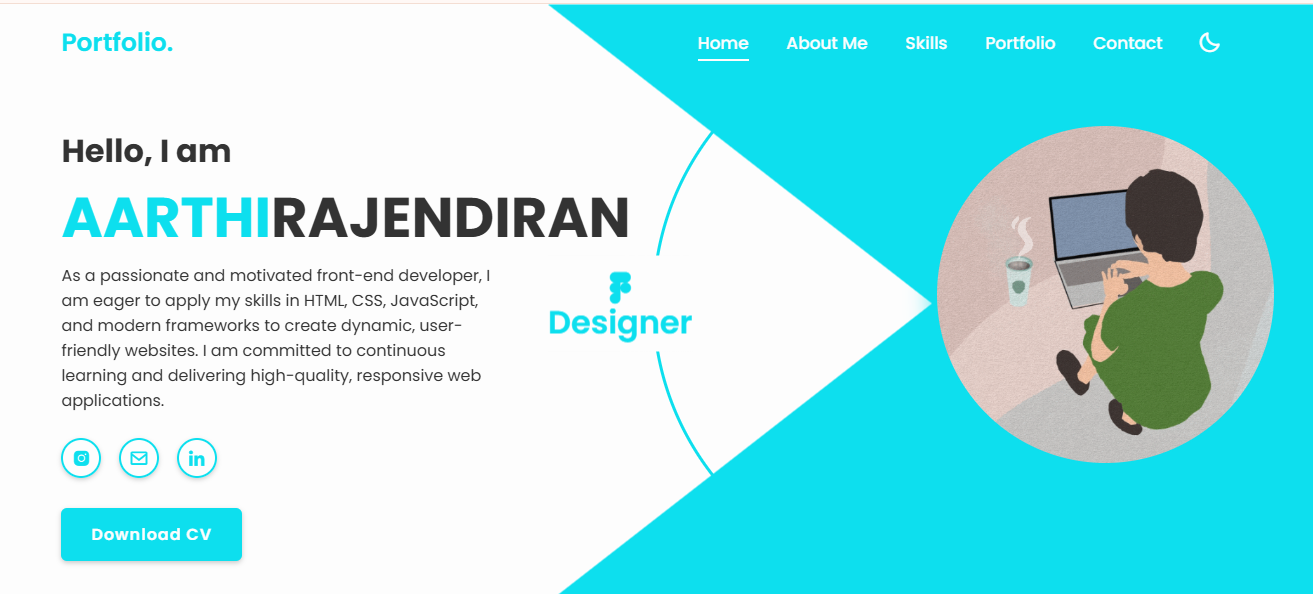 Portfolio.
Home About Me Skills Portfolio Contact
Hello, I am
AARTHIRAJENDIRAN
As a passionate and motivated front-end developer, I
am eager to apply my skills in HTML, CSS, JavaScript,
and modern frameworks to create dynamic, user-
friendly websites. I am committed to continuous
learning and delivering high-quality, responsive web
applications.
Designer
in
Download CV